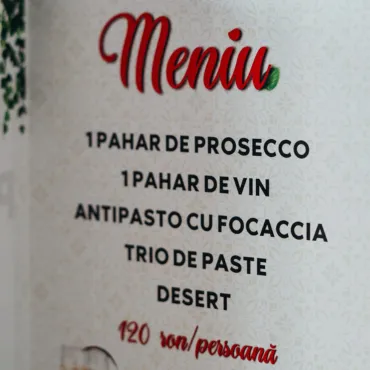 Meniu
1 PAHAR DE PROSECCO
1 PAHAR DE VIN
ANTIPASTO CU FOCACCIA
TRIO DE PASTE
DESERT
120 ron/persoană